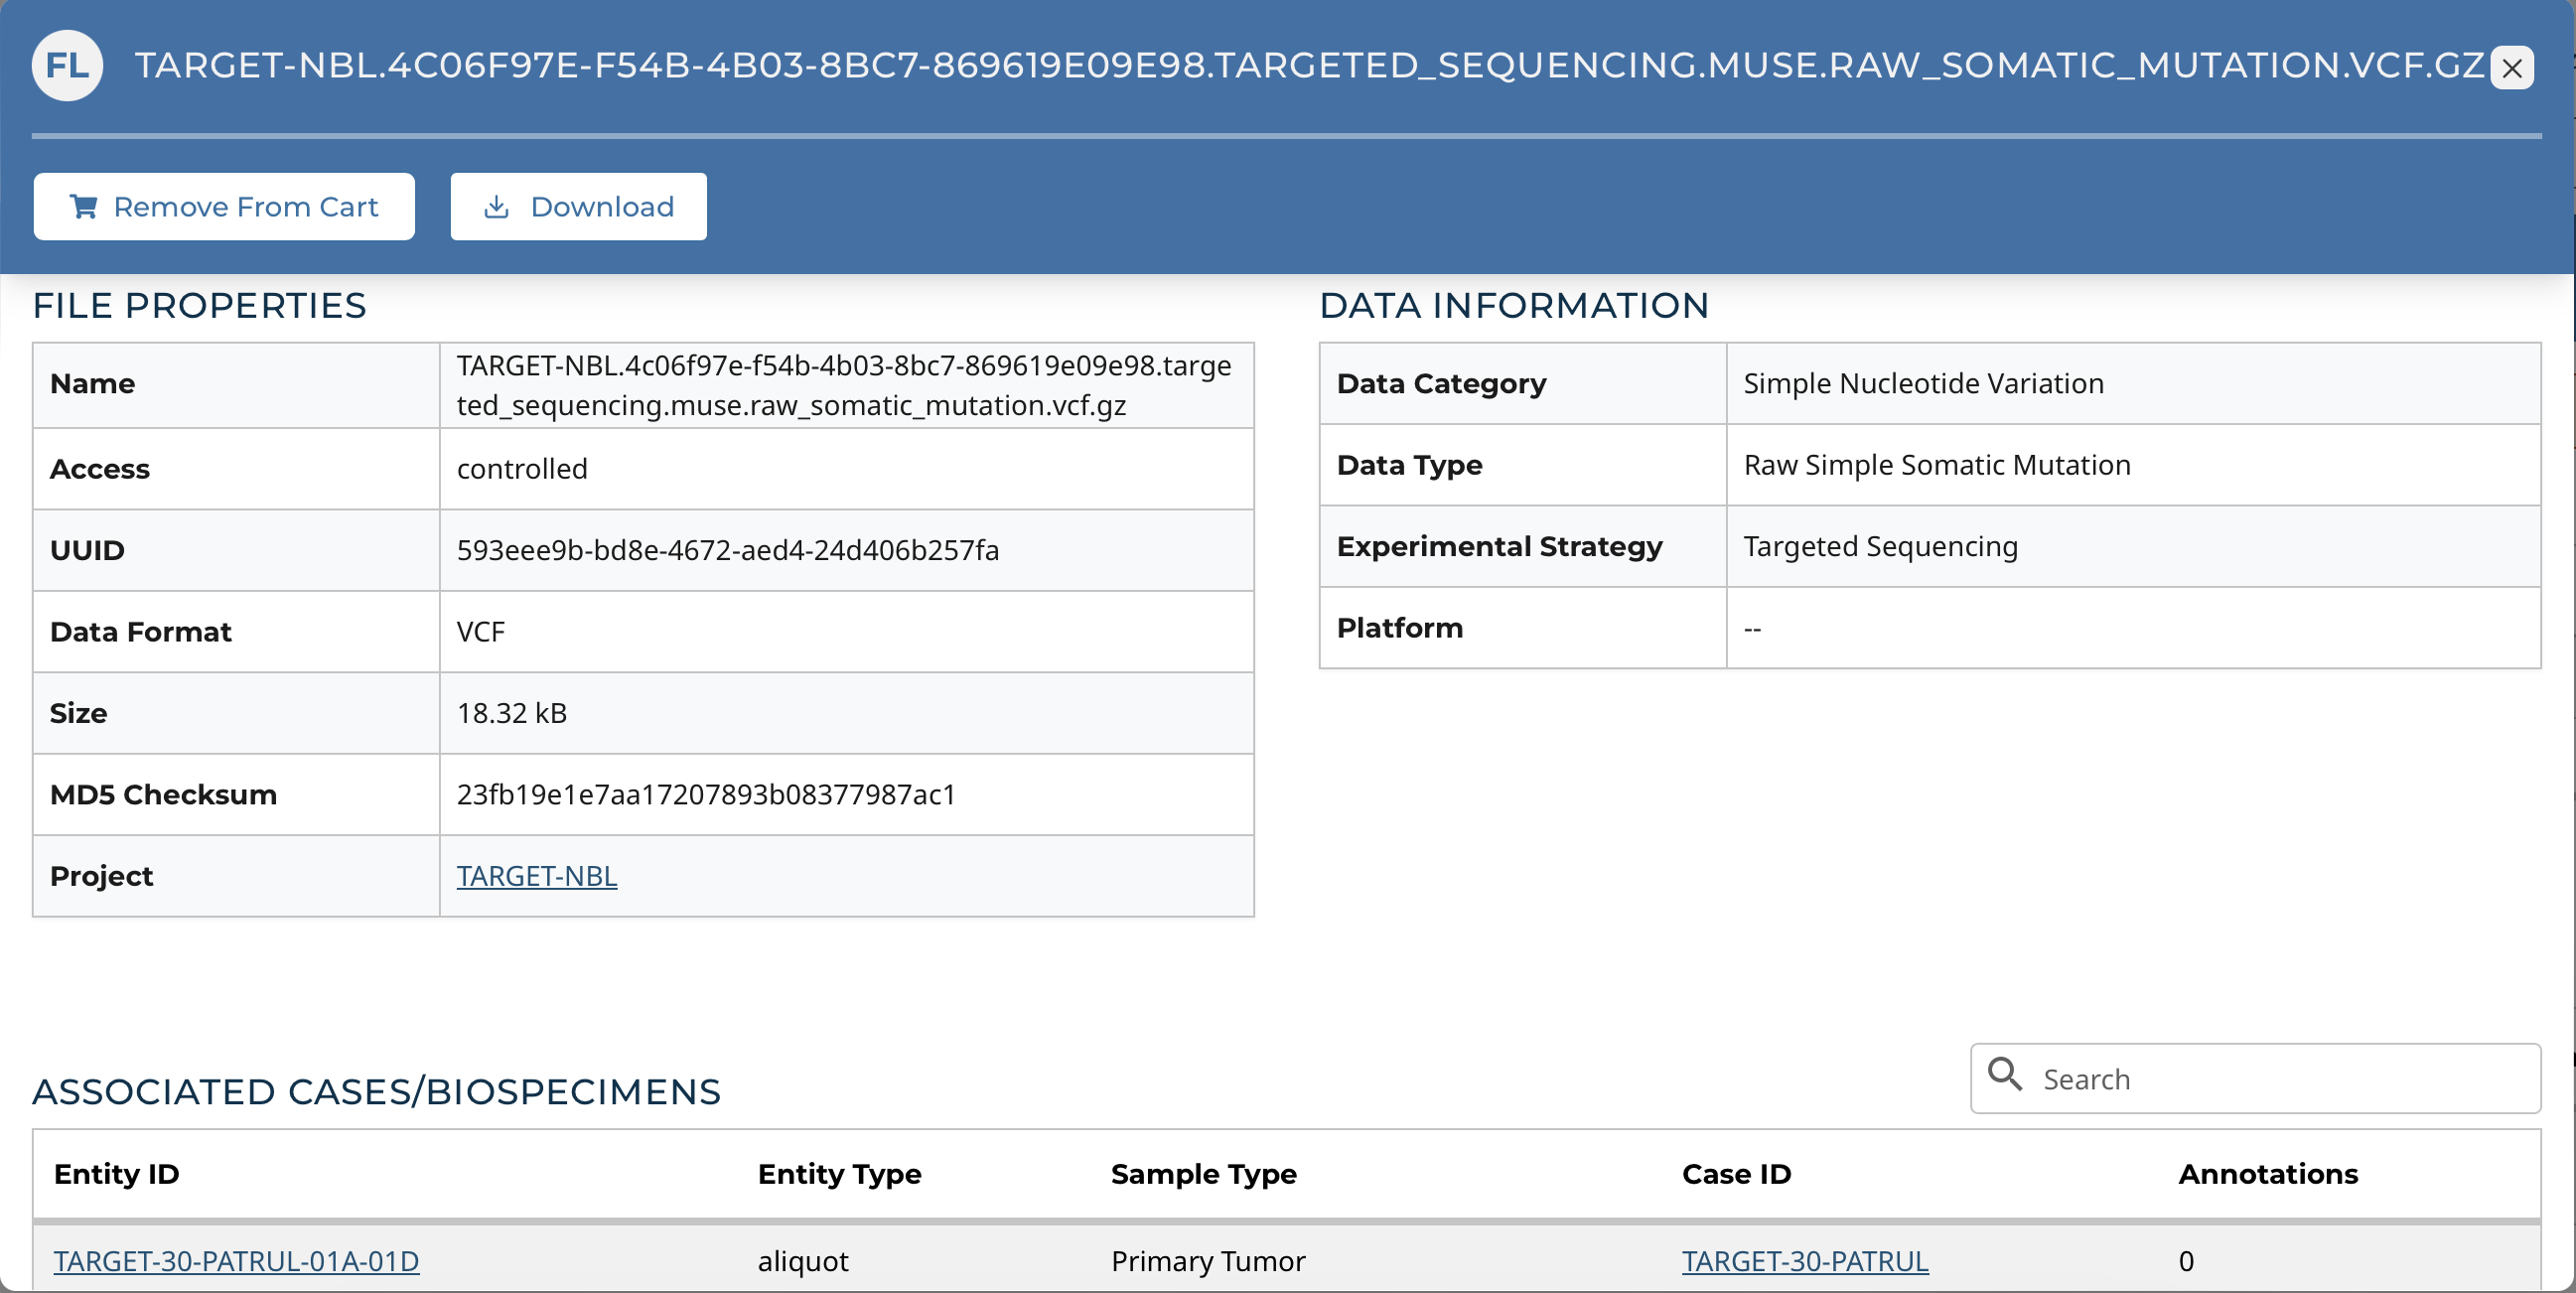 FL TARGET-NBL.4C06F97E-F54B-4B03-8BC7-869619E09E98.TARGETED_SEQUENCING.MUSE.RAW_SOMATIC_MUTATION.VCF.GZ
Remove From Cart Download
FILE PROPERTIES
Name TARGET-NBL.4c06f97e-f54b-4b03-8bc7-869619e09e98.targe
ted_sequencing.muse.raw_somatic_mutation.vcf.gz
Access controlled
UUID 593eee9b-bd8e-4672-aed4-24d406b257fa
Data Format VCF
Size 18.32 kB
MD5 Checksum 23fb19e1e7aa17207893b08377987ac1
Project TARGET-NBL
DATA INFORMATION
Data Category Simple Nucleotide Variation
Data Type Raw Simple Somatic Mutation
Experimental Strategy Targeted Sequencing
Platform --
ASSOCIATED CASES/BIOSPECIMENS
Search
Entity ID Entity Type Sample Type Case ID Annotations
TARGET-30-PATRUL-01A-01D aliquot Primary Tumor TARGET-30-PATRUL 0